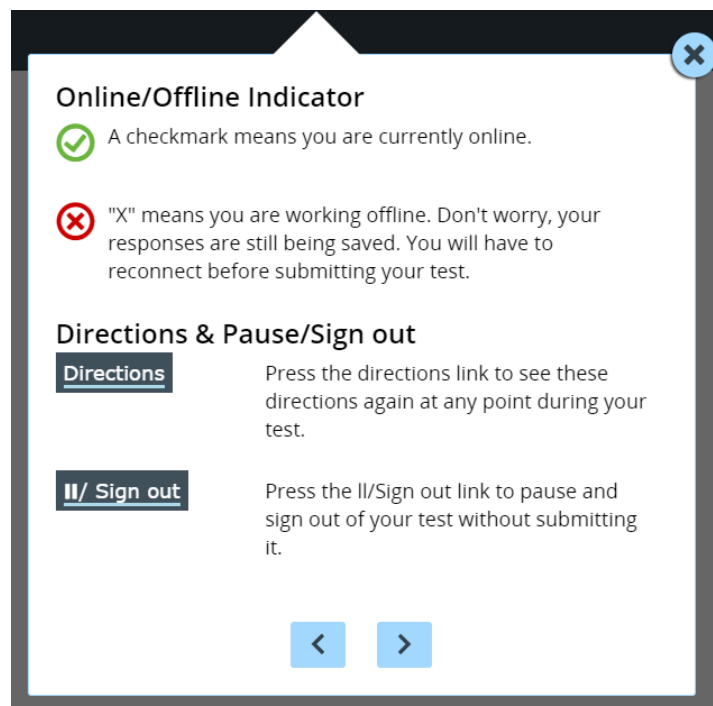 Online/Offline Indicator
A checkmark means you are currently online.
"X" means you are working offline. Don't worry, your
responses are still being saved. You will have to
reconnect before submitting your test.
Directions & Pause/Sign out
Directions
Press the directions link to see these
directions again at any point during your
test.
II/ Sign out
Press the ll/Sign out link to pause and
sign out of your test without submitting
it.